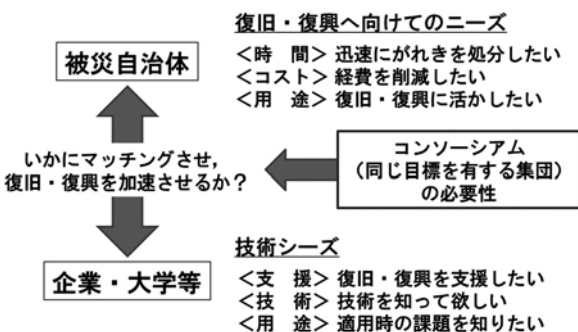 復旧・復興へ向けてのニーズ
被災自治体
＜時　間＞ 迅速にがれきを処分したい
＜コスト＞ 経費を削減したい
＜用　途＞ 復旧・復興に活かしたい
いかにマッチングさせ，
復旧・復興を加速させるか？
コンソーシアム
（同じ目標を有する集団）
の必要性
技術シーズ
企業・大学等
＜支　援＞ 復旧・復興を支援したい
＜技　術＞ 技術を知って欲しい
＜用　途＞ 適用時の課題を知りたい